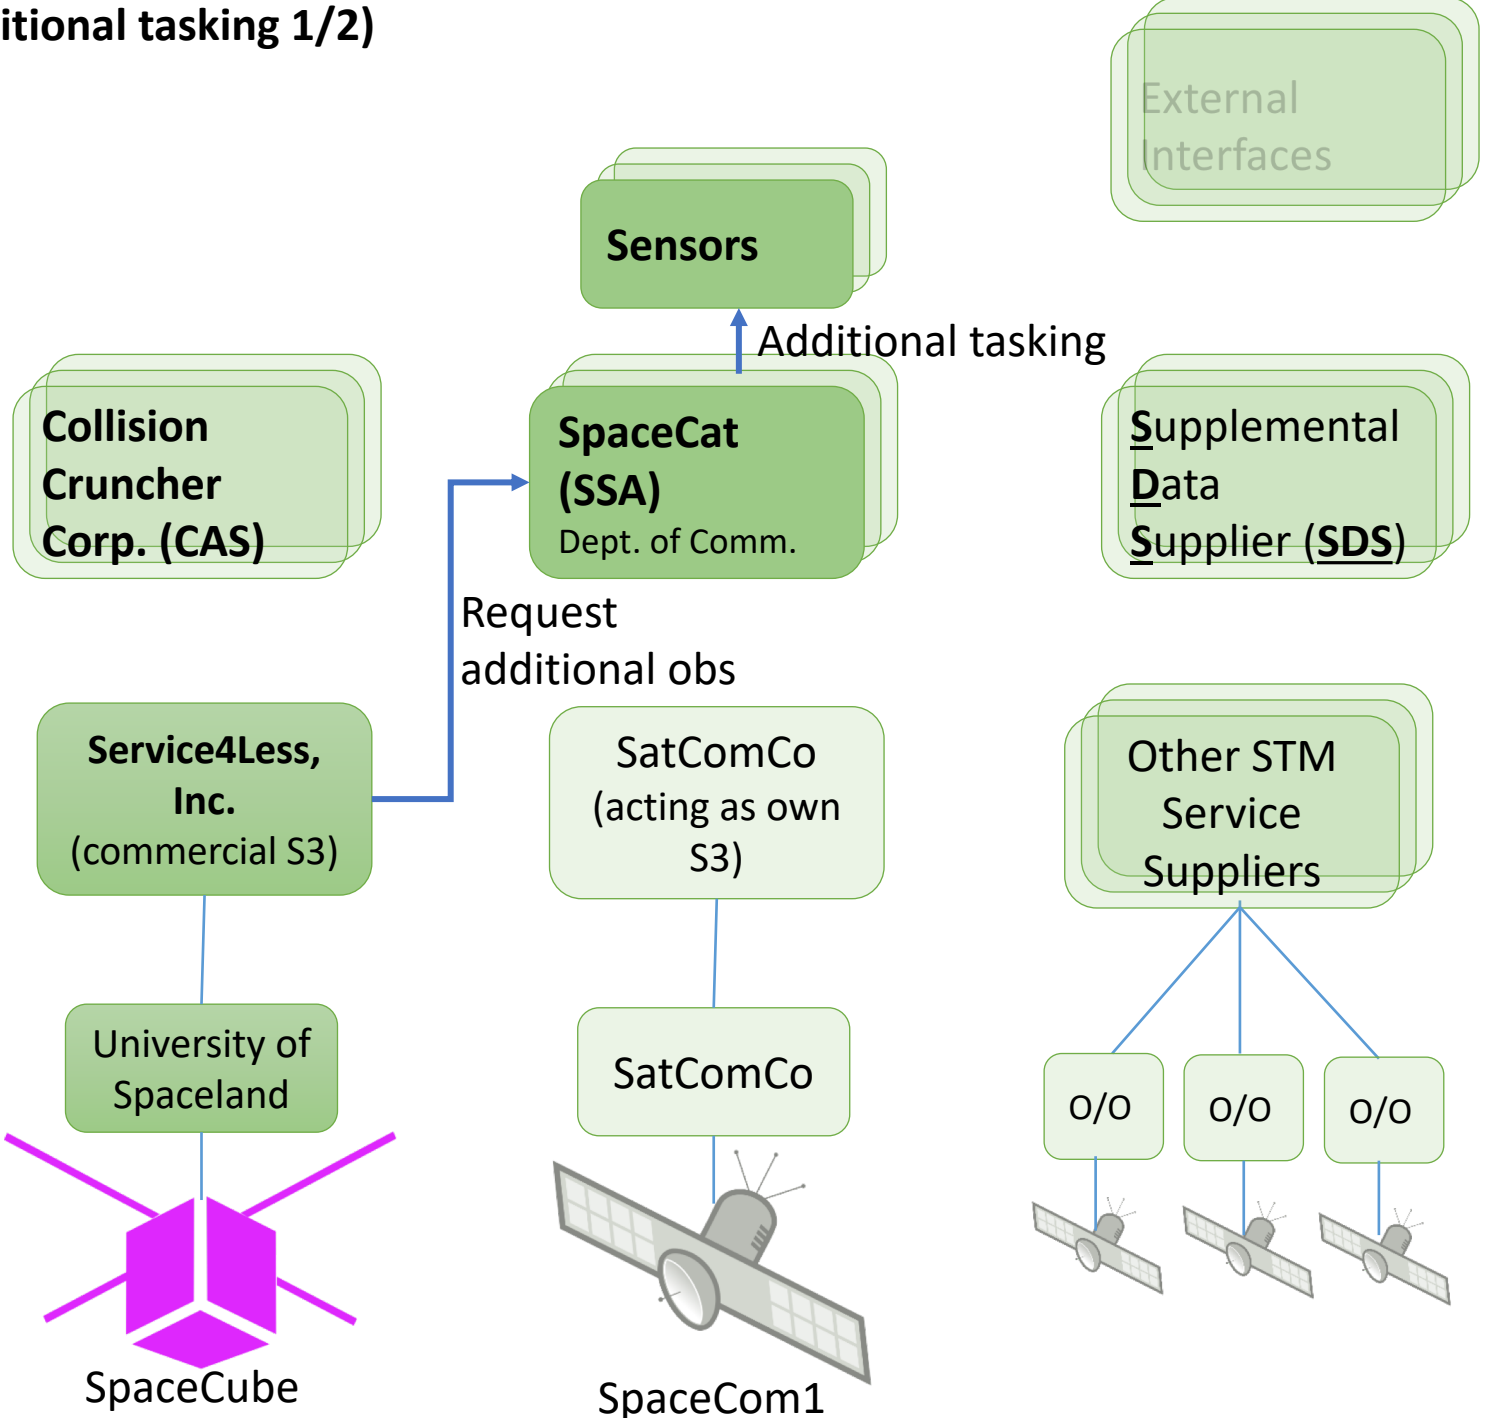 itional tasking 1/2)
External
Interfaces
Sensors
Additional tasking
Collision
Cruncher
Corp. (CAS)
SpaceCat
(SSA)
Dept. of Comm.
Supplemental
Data
Supplier (SDS)
Request
additional obs
Service4Less,
Inc.
(commercial S3)
SatComCo
(acting as own
S3)
Other STM
Service
Suppliers
University of
Spaceland
SatComCo
O/O
O/O
O/O
SpaceCube
SpaceCom1